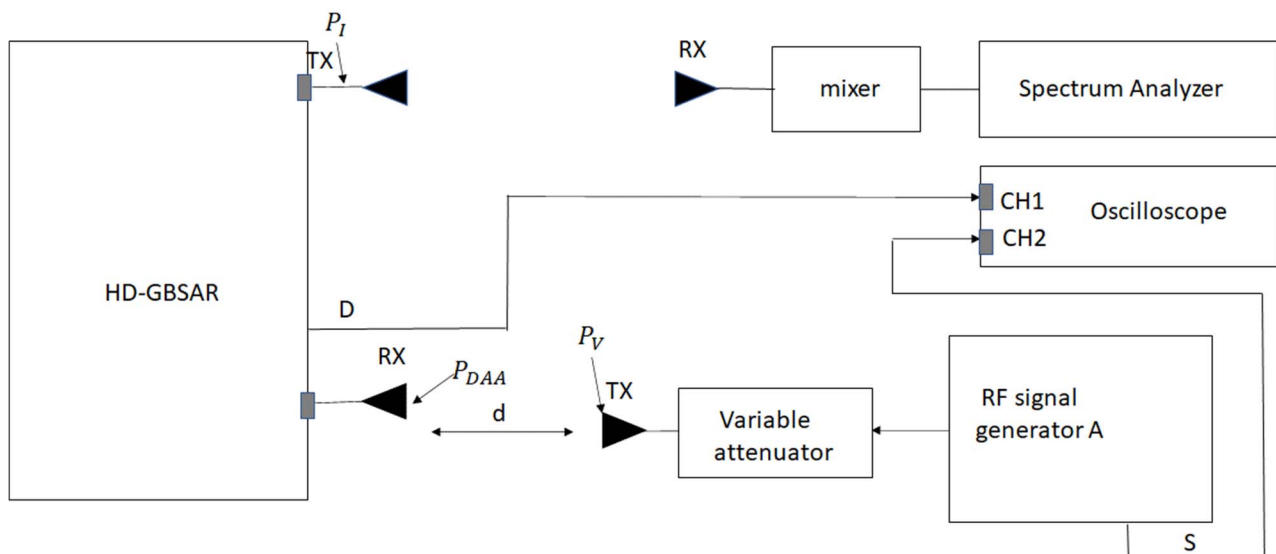 P_I
TX
RX
mixer
Spectrum Analyzer
CH1
Oscilloscope
CH2
HD-GBSAR
D
RX
P_DAA
d
P_V
TX
Variable
attenuator
RF signal
generator A
S